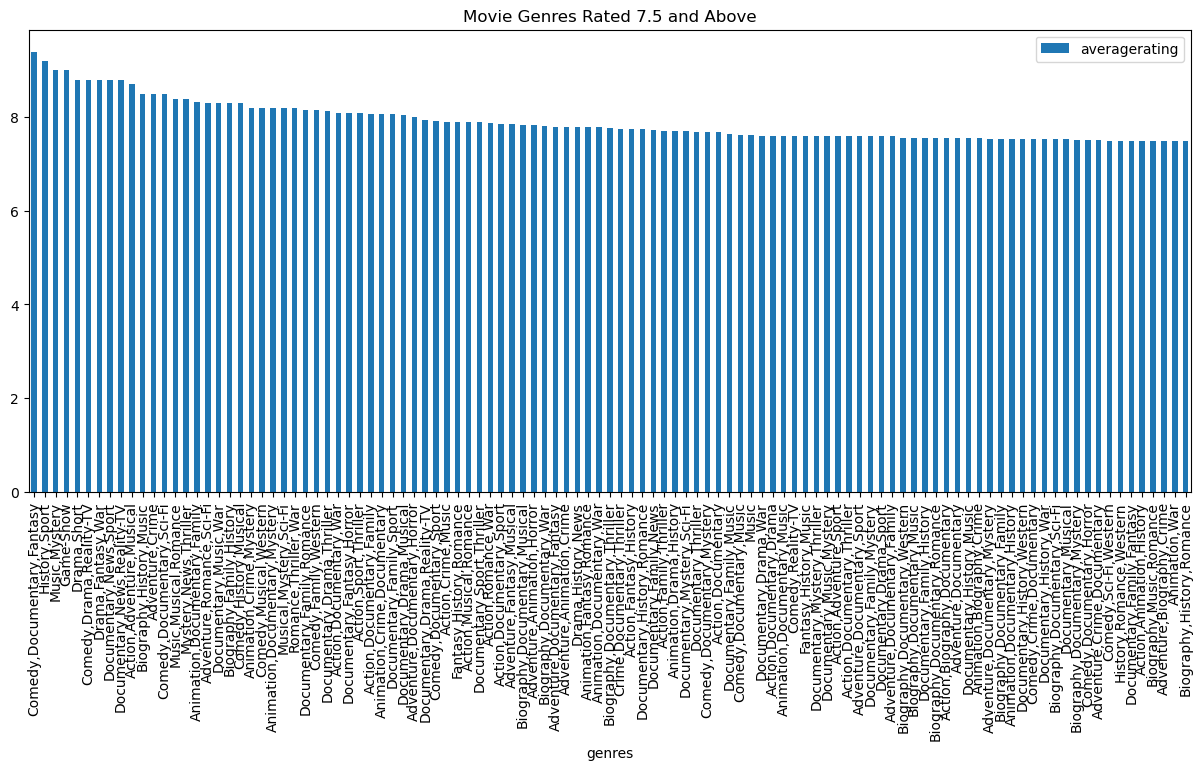 Movie Genres Rated 7.5 and Above
averagerating
8
6
4
2
0
Comedy,Documentary,Fantasy
History,Sport
Music,Mystery
Game-Show
Drama,Short
Comedy,Drama,Reality-TV
Drama,Fantasy,War
Documentary,News,Sport
Documentary,News,Reality-TV
Action,Adventure,Musical
Biography,History,Music
Adventure,Crime
Comedy,Documentary,Sci-Fi
Music,Musical,Romance
Mystery,News,Thriller
Animation,Documentary,Family
Adventure,Romance,Sci-Fi
Documentary,Music,War
Biography,Family,History
Comedy,History,Musical
Animation,Crime,Mystery
Comedy,Musical,Western
Animation,Documentary,Mystery
Musical,Mystery,Sci-Fi
Romance,Thriller,War
Documentary,Family,Romance
Comedy,Family,Western
Documentary,Drama,Thriller
Action,Documentary,War
Documentary,Fantasy,Horror
Action,Sport,Thriller
Action,Documentary,Family
Documentary,Family,Sport
Documentary,Drama,Musical
Adventure,Documentary,Horror
Documentary,Drama,Reality-TV
Comedy,Documentary,Sport
Action,Crime,Music
Fantasy,History,Romance
Action,Musical,Romance
Action,Romance,War
Action,Documentary,Sport
Adventure,Fantasy,Musical
Biography,Documentary,Musical
Adventure,Animation,Horror
Biography,Documentary,War
Adventure,Documentary,Fantasy
Adventure,Animation,Crime
Drama,History,News
Animation,Fantasy,Romance
Animation,Documentary,War
Biography,Documentary,Thriller
Crime,Documentary,Thriller
Action,Fantasy,History
Documentary,History,Romance
Documentary,Family,News
Action,Family,Thriller
Animation,Drama,History
Documentary,Mystery,Sci-Fi
Documentary,Thriller
Comedy,Documentary,Mystery
Action,Documentary
Documentary,Family,Music
Comedy,Documentary,Music
Music
Documentary,Drama,War
Action,Documentary,Drama
Animation,Documentary,Music
Comedy,Reality-TV
Fantasy,History,Music
Documentary,Mystery,Thriller
Documentary,Mystery,Sport
Action,Adventure,Sport
Action,Documentary,Thriller
Adventure,Documentary,Sport
Documentary,Family,Mystery
Documentary,Drama,Sport
Adventure,Documentary,Family
Biography,Documentary,Western
Biography,Documentary,Music
Documentary,Family,History
Biography,Documentary,Romance
Action,Biography,Documentary
Adventure,Documentary
Documentary,Music
Animation,Biography,Crime
Adventure,Documentary,Mystery
Biography,Documentary,Family
Animation,Documentary,History
Documentary,History,Western
Comedy,Crime,Documentary
Documentary,History,War
Biography,Documentary,Sci-Fi
Documentary,Musical
Biography,Documentary,Mystery
Comedy,Documentary,Horror
Adventure,Crime,Documentary
Comedy,Sci-Fi,Western
History,Romance,Western
Documentary,Fantasy
Action,Animation,History
Biography,Music,Romance
Adventure,Biography,Crime
Animation,War
Biography,History,Romance
genres